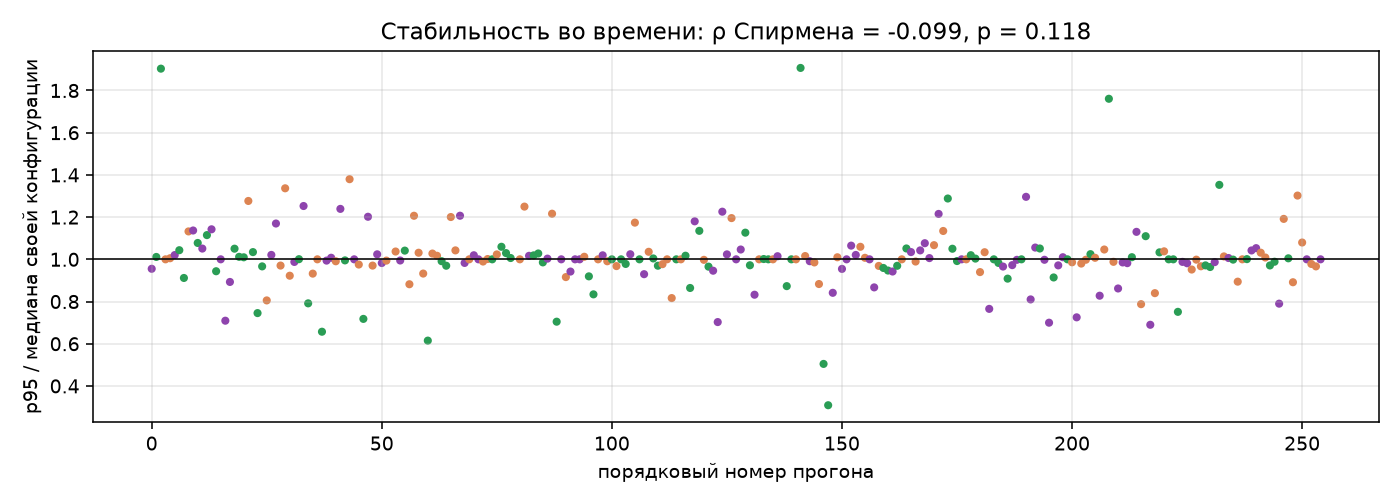 Стабильность во времени: ρ Спирмена = -0.099, p = 0.118
p95 / медиана своей конфигурации
1.8
1.6
1.4
1.2
1.0
0.8
0.6
0.4
0 50 100 150 200 250
порядковый номер прогона